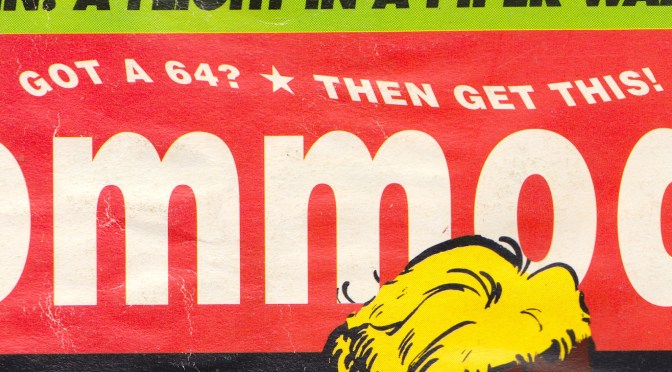 A FLIGHT IN A PIPER
GOT A 64? ★ THEN GET THIS!
ommo